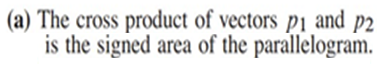 (a) The cross product of vectors p1 and p2
is the signed area of the parallelogram.